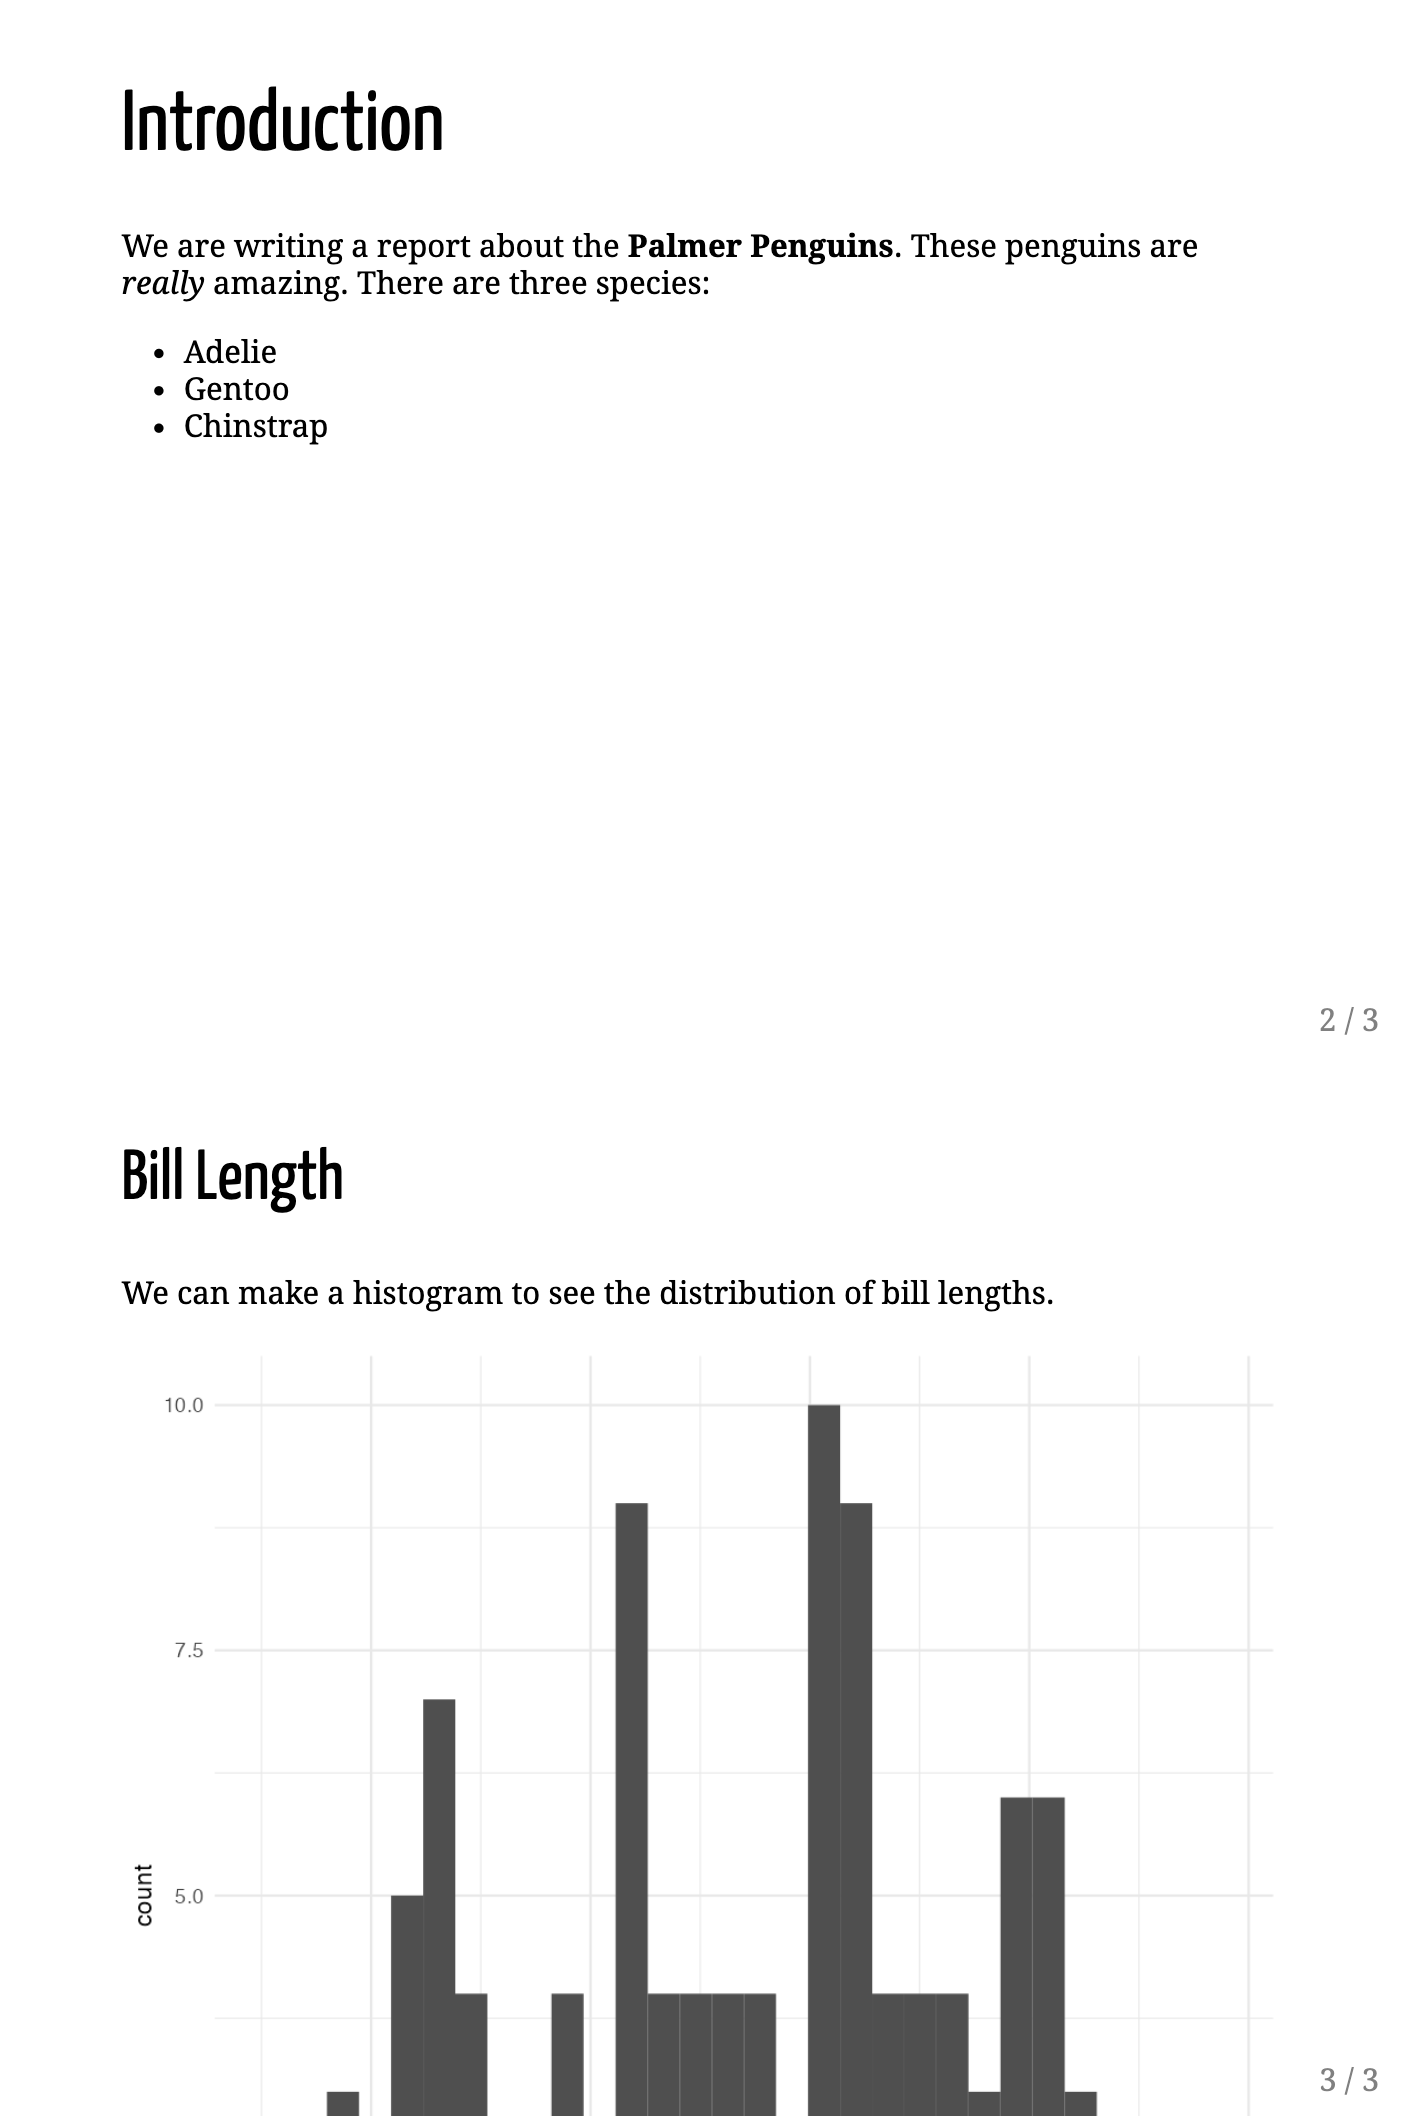 Introduction
We are writing a report about the Palmer Penguins. These penguins are
really amazing. There are three species:
• Adelie
• Gentoo
• Chinstrap
2 / 3
Bill Length
We can make a histogram to see the distribution of bill lengths.
10.0
7.5
count
5.0
3 / 3